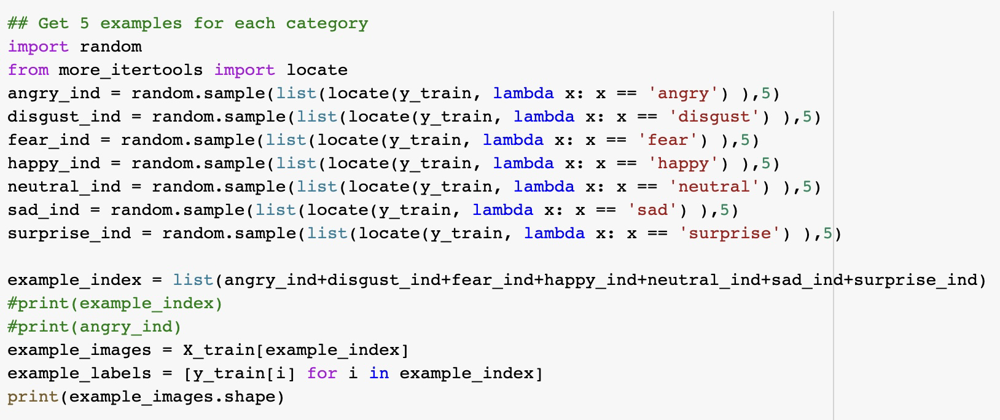 ## Get 5 examples for each category
import random
from more_itertools import locate
angry_ind = random.sample(list(locate(y_train, lambda x: x == 'angry') ),5)
disgust_ind = random.sample(list(locate(y_train, lambda x: x == 'disgust') ),5)
fear_ind = random.sample(list(locate(y_train, lambda x: x == 'fear') ),5)
happy_ind = random.sample(list(locate(y_train, lambda x: x == 'happy') ),5)
neutral_ind = random.sample(list(locate(y_train, lambda x: x == 'neutral') ),5)
sad_ind = random.sample(list(locate(y_train, lambda x: x == 'sad') ),5)
surprise_ind = random.sample(list(locate(y_train, lambda x: x == 'surprise') ),5)
example_index = list(angry_ind+disgust_ind+fear_ind+happy_ind+neutral_ind+sad_ind+surprise_ind)
#print(example_index)
#print(angry_ind)
example_images = X_train[example_index]
example_labels = [y_train[i] for i in example_index]
print(example_images.shape)